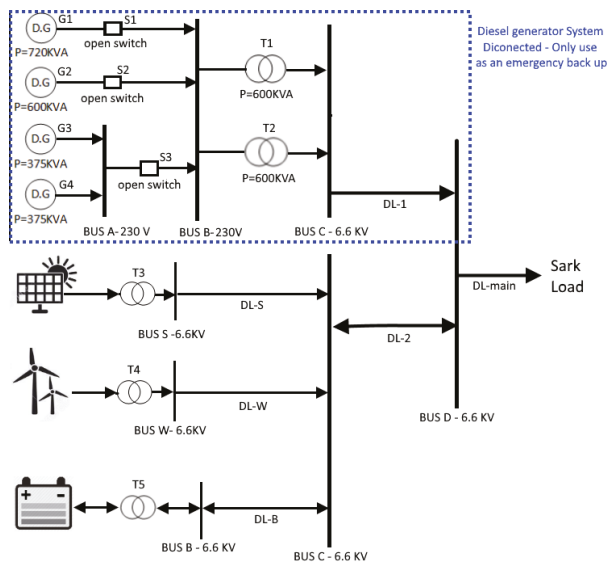 D.G G1 S1
P=720KVA open switch
D.G G2 S2
P=600KVA open switch
D.G G3
P=375KVA
S3
open switch
D.G G4
P=375KVA
T1
P=600KVA
T2
P=600KVA
BUS A- 230 V
BUS B-230V
BUS C - 6.6 KV
DL-1
Diesel generator System
Diconected - Only use
as an emergency back up
T3
BUS S -6.6KV
DL-S
T4
BUS W- 6.6KV
DL-W
+ -
T5
BUS B - 6.6 KV
DL-B
BUS C - 6.6 KV
DL-2
BUS D - 6.6 KV
DL-main
Sark
Load